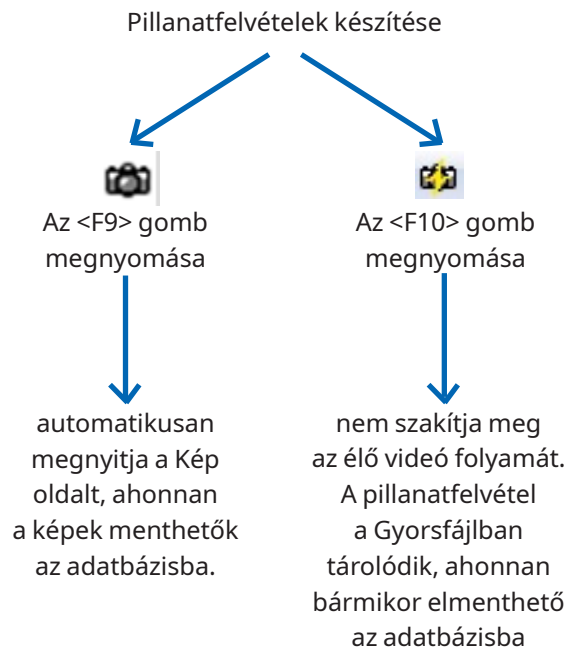 Pillanatfelvételek készítése
Az <F9> gomb
megnyomása
automatikusan
megnyitja a Kép
oldalt, ahonnan
a képek menthetők
az adatbázisba.
Az <F10> gomb
megnyomása
nem szakítja meg
az élő videó folyamát.
A pillanatfelvétel
a Gyorsfájlban
tárolódik, ahonnan
bármikor elmenthető
az adatbázisba